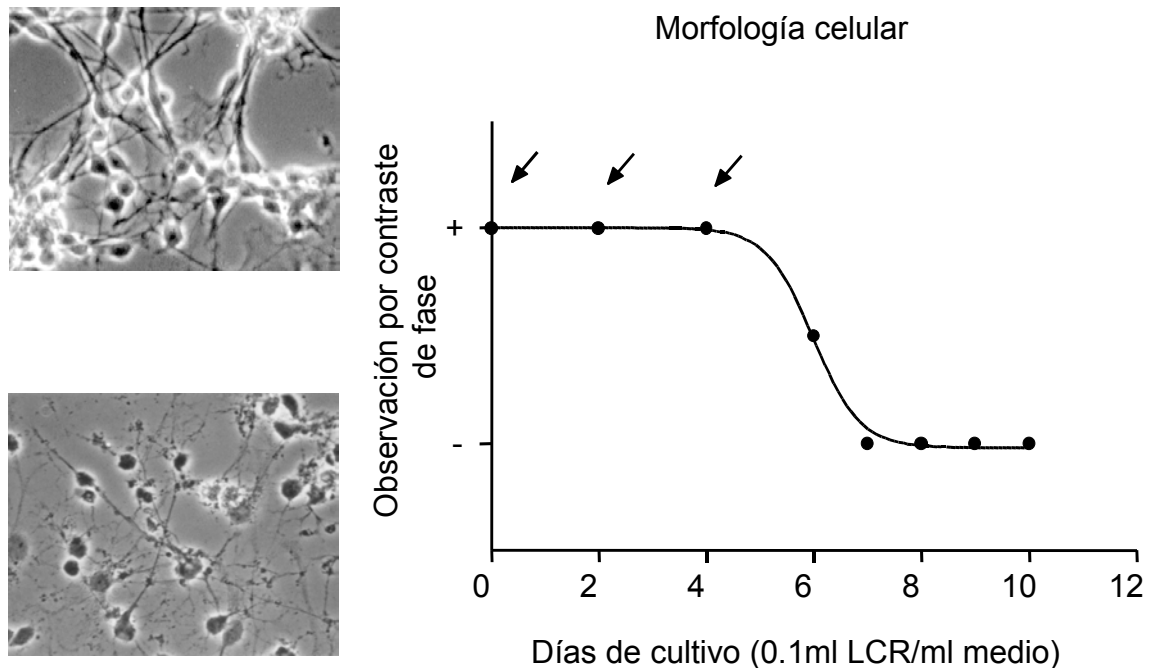 Morfología celular
Observación por contraste
de fase
+
-
0 2 4 6 8 10 12
Días de cultivo (0.1ml LCR/ml medio)